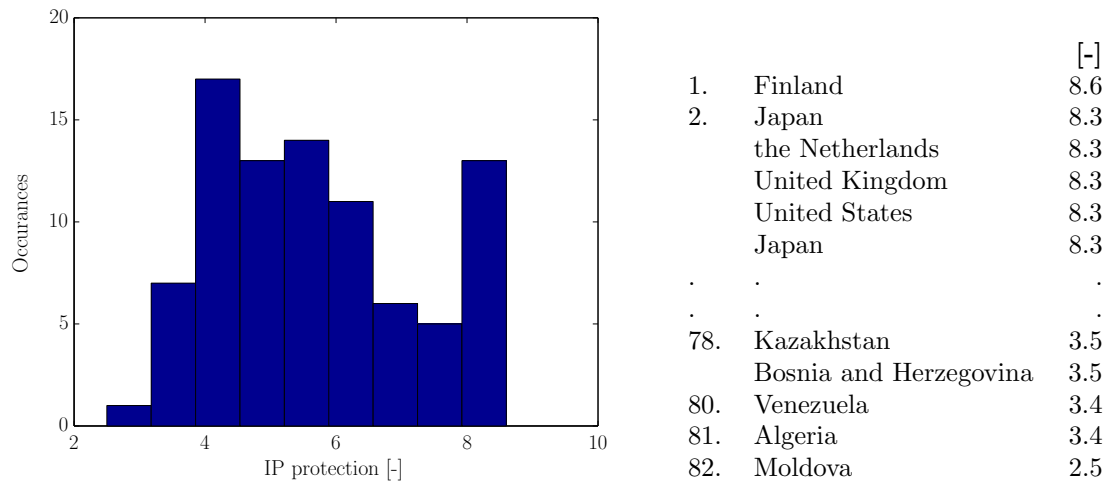 20
15
10
5
0
2 4 6 8 10
Occurances
IP protection [-]
[-]
1. Finland 8.6
2. Japan 8.3
the Netherlands 8.3
United Kingdom 8.3
United States 8.3
Japan 8.3
. . .
. . .
78. Kazakhstan 3.5
Bosnia and Herzegovina 3.5
80. Venezuela 3.4
81. Algeria 3.4
82. Moldova 2.5